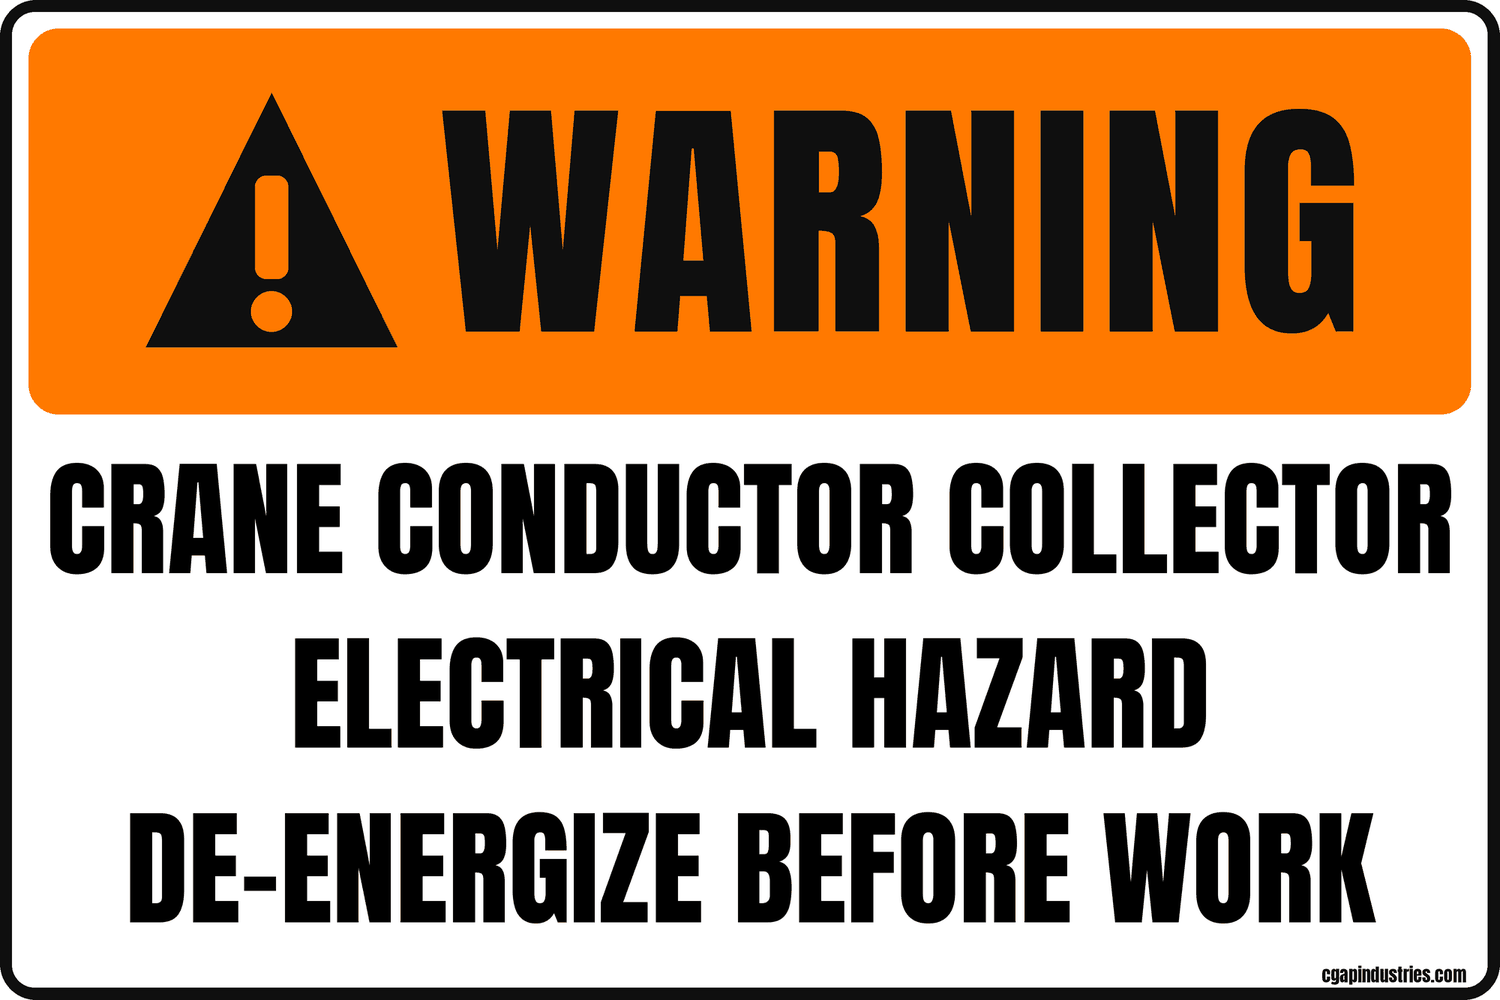 WARNING
CRANE CONDUCTOR COLLECTOR
ELECTRICAL HAZARD
DE-ENERGIZE BEFORE WORK
cgapindustries.com